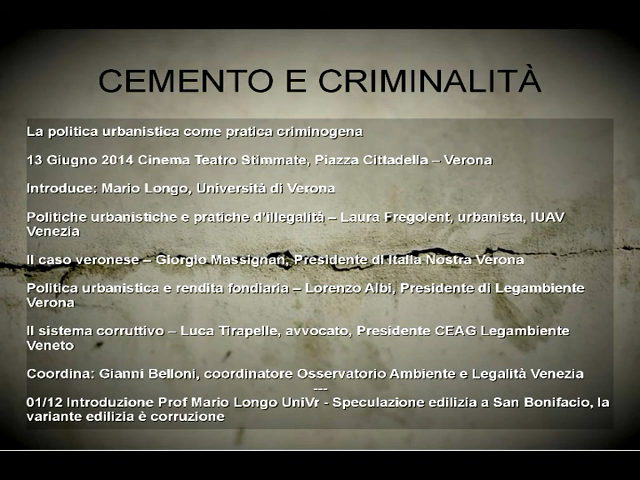 CEMENTO E CRIMINALITÀ
La politica urbanistica come pratica criminogena
13 Giugno 2014 Cinema Teatro Stimmate, Piazza Cittadella – Verona
Introduce: Mario Longo, Università di Verona
Politiche urbanistiche e pratiche d'illegalità – Laura Fregolent, urbanista, IUAV
Venezia
Il caso veronese – Giorgio Massignan, Presidente di Italia Nostra Verona
Politica urbanistica e rendita fondiaria – Lorenzo Albi, Presidente di Legambiente
Verona
Il sistema corruttivo – Luca Tirapelle, avvocato, Presidente CEAG Legambiente
Veneto
Coordina: Gianni Belloni, coordinatore Osservatorio Ambiente e Legalità Venezia
---
01/12 Introduzione Prof Mario Longo UniVr - Speculazione edilizia a San Bonifacio, la
variante edilizia è corruzione